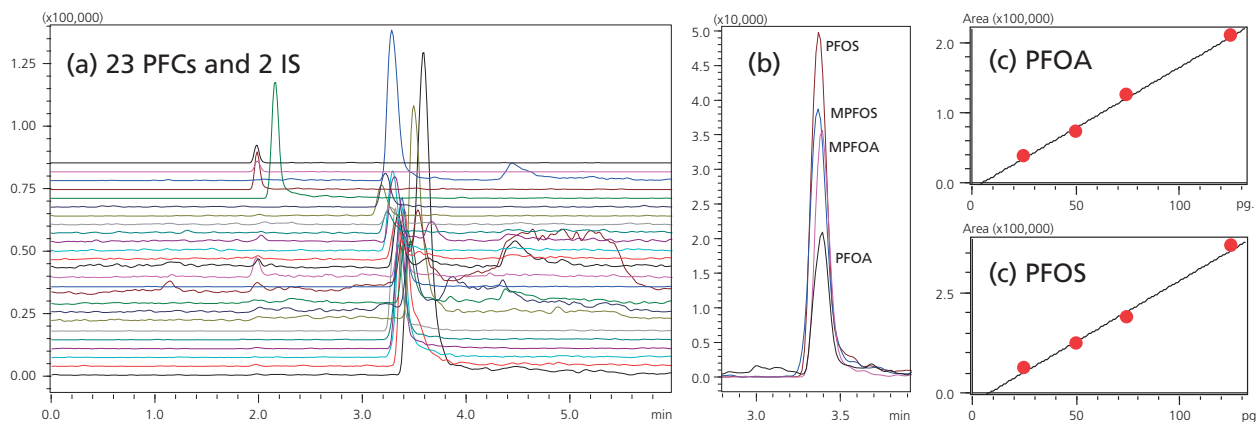 (x100,000)
(a) 23 PFCs and 2 IS
1.25
1.00
0.75
0.50
0.25
0.00
0.0 1.0 2.0 3.0 4.0 5.0 min
(x10,000)
(b)
5.0
4.5
4.0
3.5
3.0
2.5
2.0
1.5
1.0
0.5
0.0
PFOS
MPFOS
MPFOA
PFOA
3.0 3.5 min
Area (x100,000)
(c) PFOA
2.0
1.0
0.0
0 50 100 pg.
Area (x100,000)
(c) PFOS
2.5
0.0
0 50 100 pg